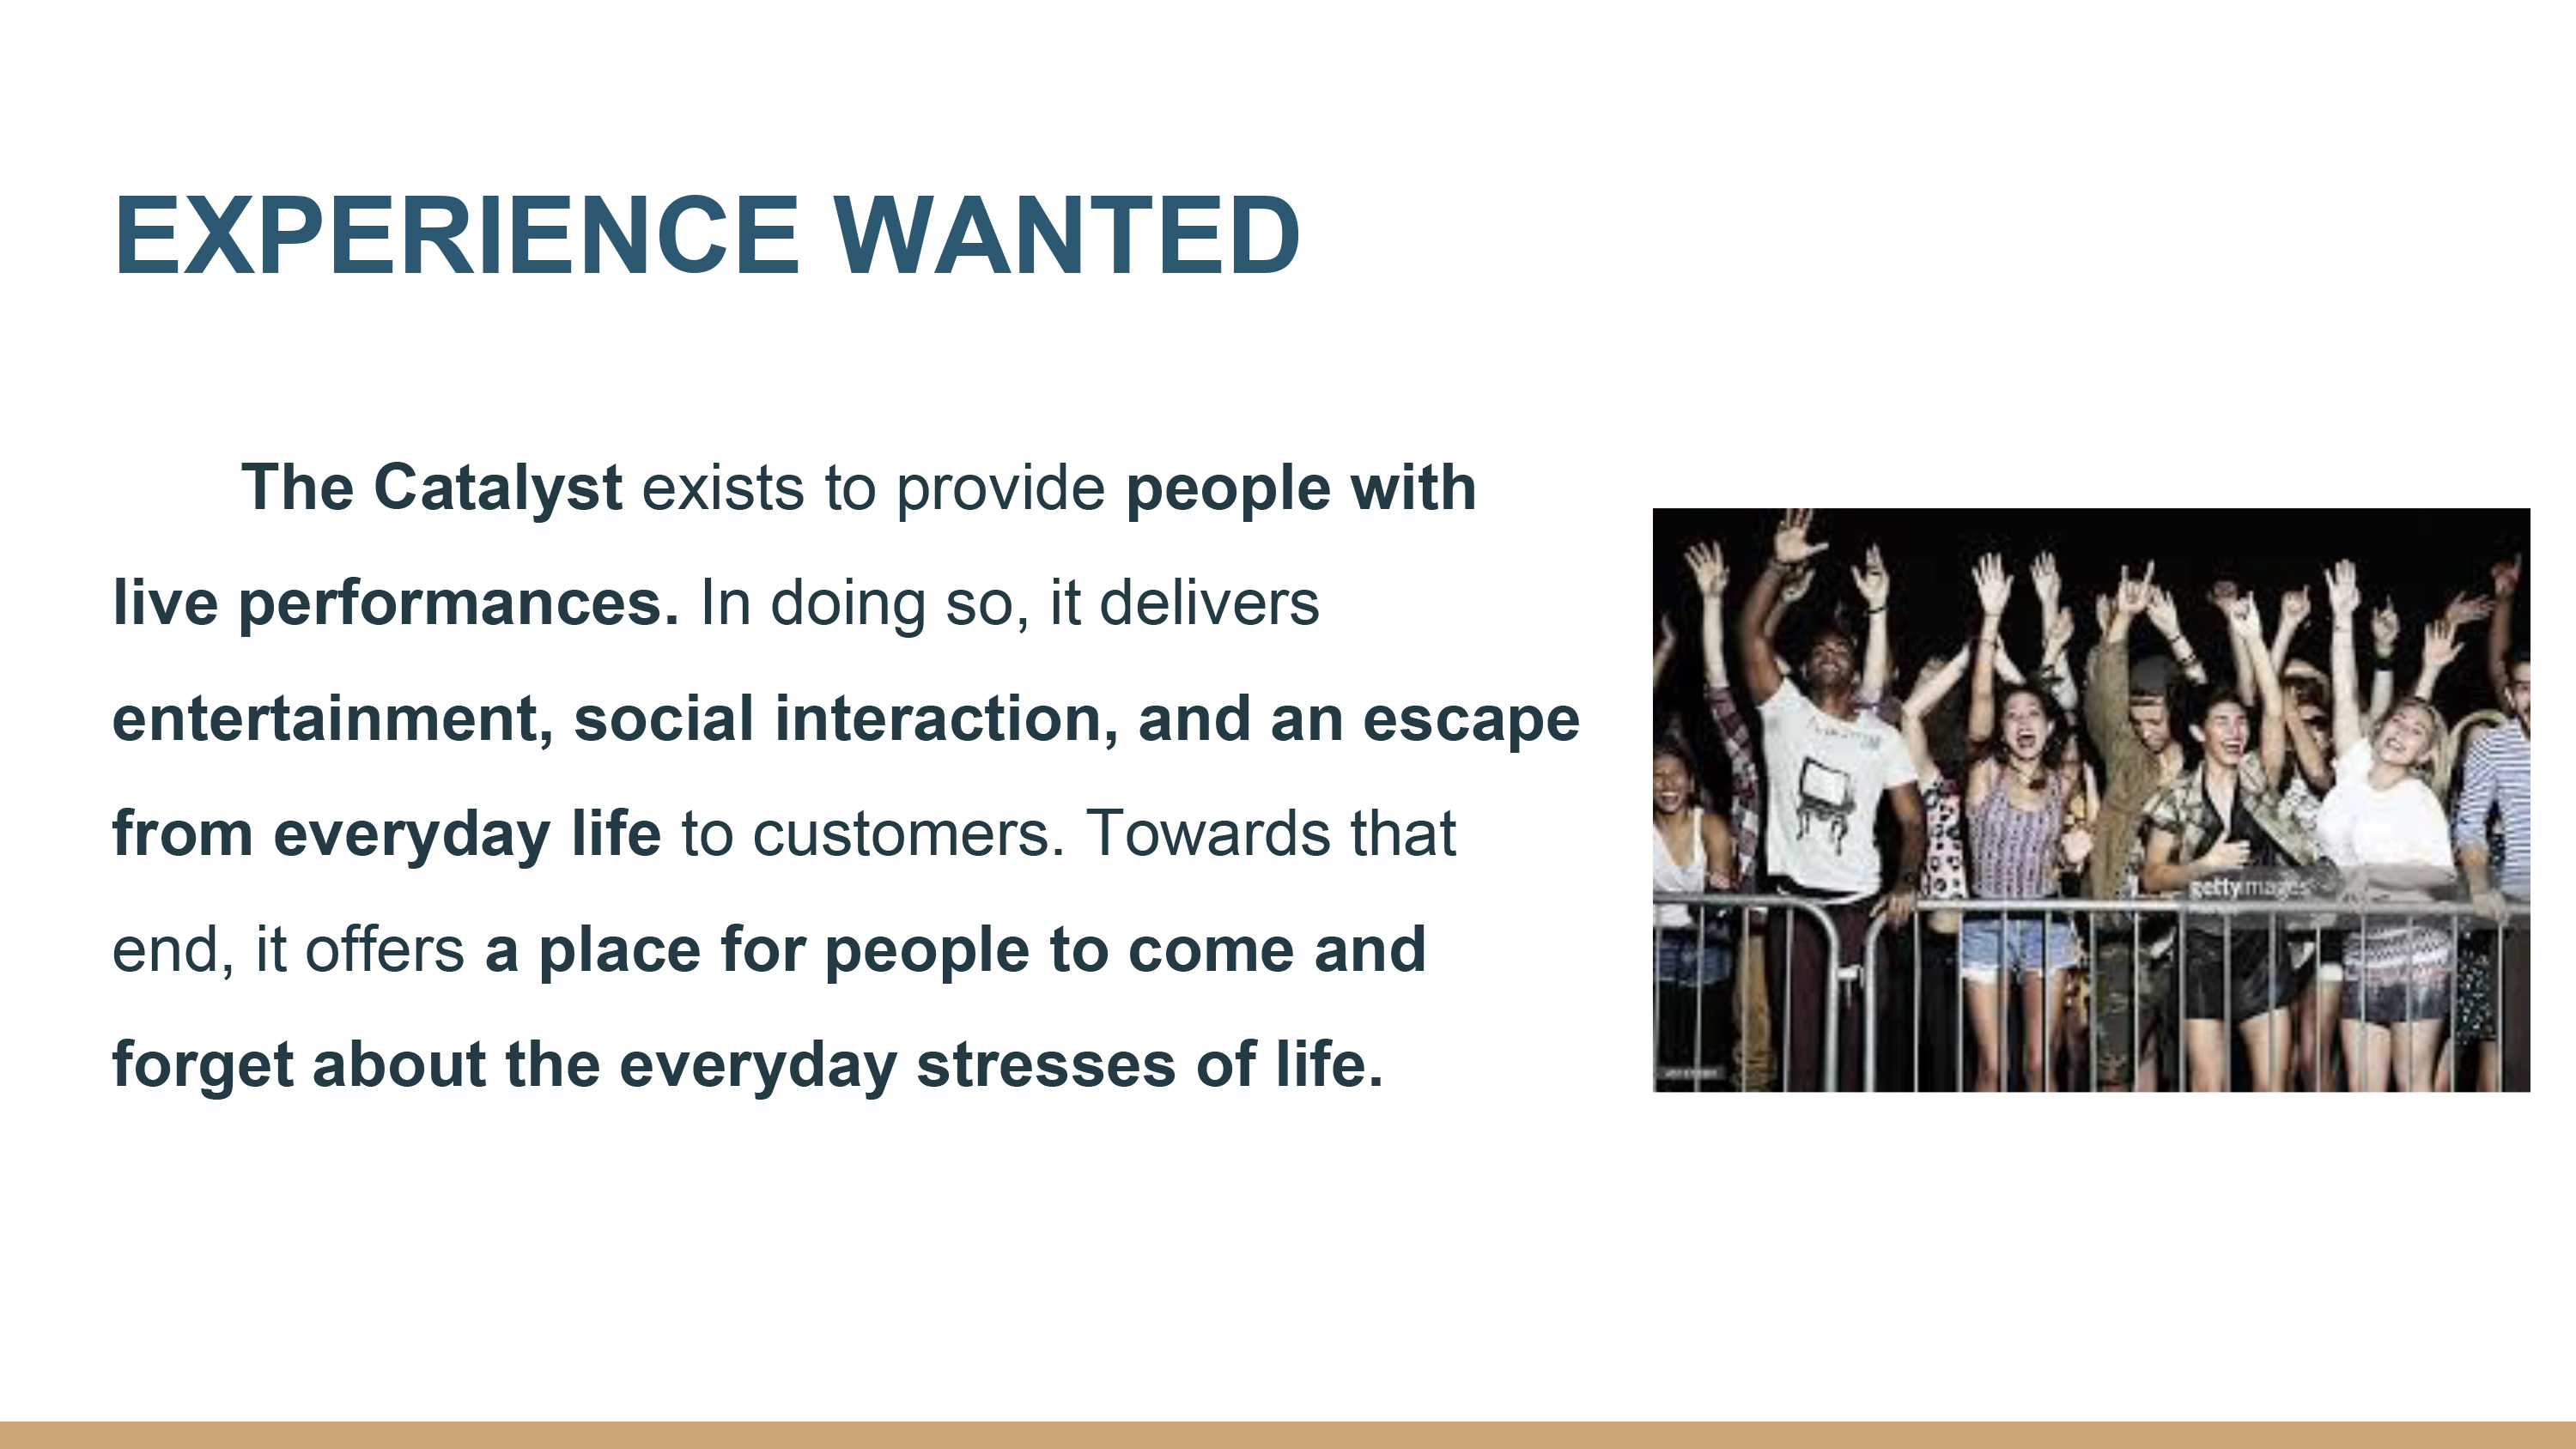 EXPERIENCE WANTED
The Catalyst exists to provide people with
live performances. In doing so, it delivers
entertainment, social interaction, and an escape
from everyday life to customers. Towards that
end, it offers a place for people to come and
forget about the everyday stresses of life.
gettyimages